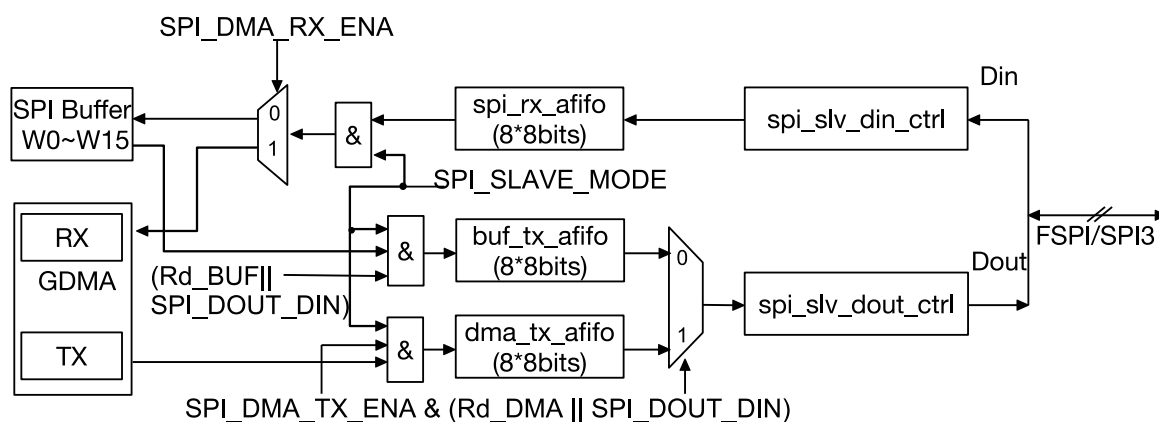 SPI_DMA_RX_ENA
Din
SPI Buffer
W0~W15
0
1
&
spi_rx_afifo
(8*8bits)
spi_slv_din_ctrl
SPI_SLAVE_MODE
RX
GDMA
TX
(Rd_BUF||
SPI_DOUT_DIN)
&
buf_tx_afifo
(8*8bits)
0
1
FSPI/SPI3
Dout
spi_slv_dout_ctrl
&
dma_tx_afifo
(8*8bits)
SPI_DMA_TX_ENA & (Rd_DMA || SPI_DOUT_DIN)